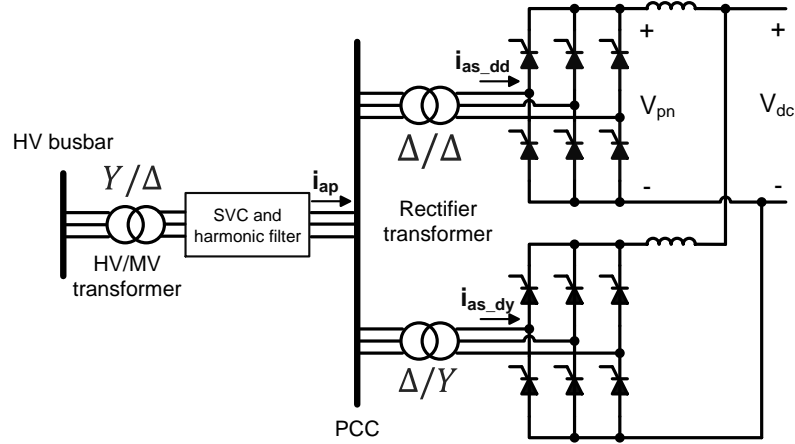 HV busbar
Y/Δ
HV/MV
transformer
SVC and
harmonic filter
i_ap
PCC
Δ/Δ
Rectifier
transformer
Δ/Y
i_as_dd
i_as_dy
+
V_pn
-
+
V_dc
-